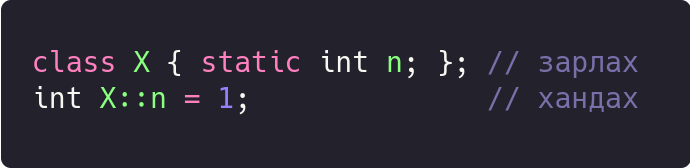 class X { static int n; }; // зарлах
int X::n = 1;              // хандах